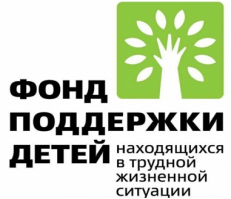 ФОНД
ПОДДЕРЖКИ
ДЕТЕЙ
находящихся
в трудной
жизненной
ситуации